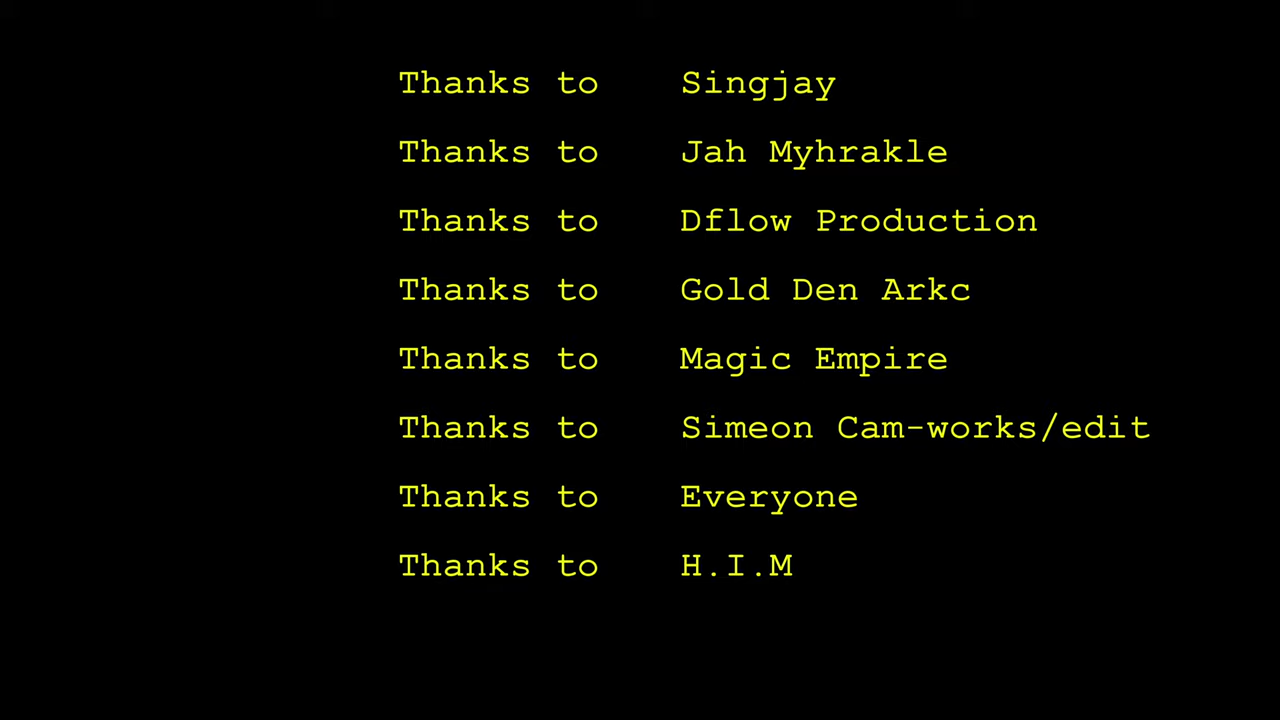 Thanks to Singjay
Thanks to Jah Myhrakle
Thanks to Dflow Production
Thanks to Gold Den Arkc
Thanks to Magic Empire
Thanks to Simeon Cam-works/edit
Thanks to Everyone
Thanks to H.I.M